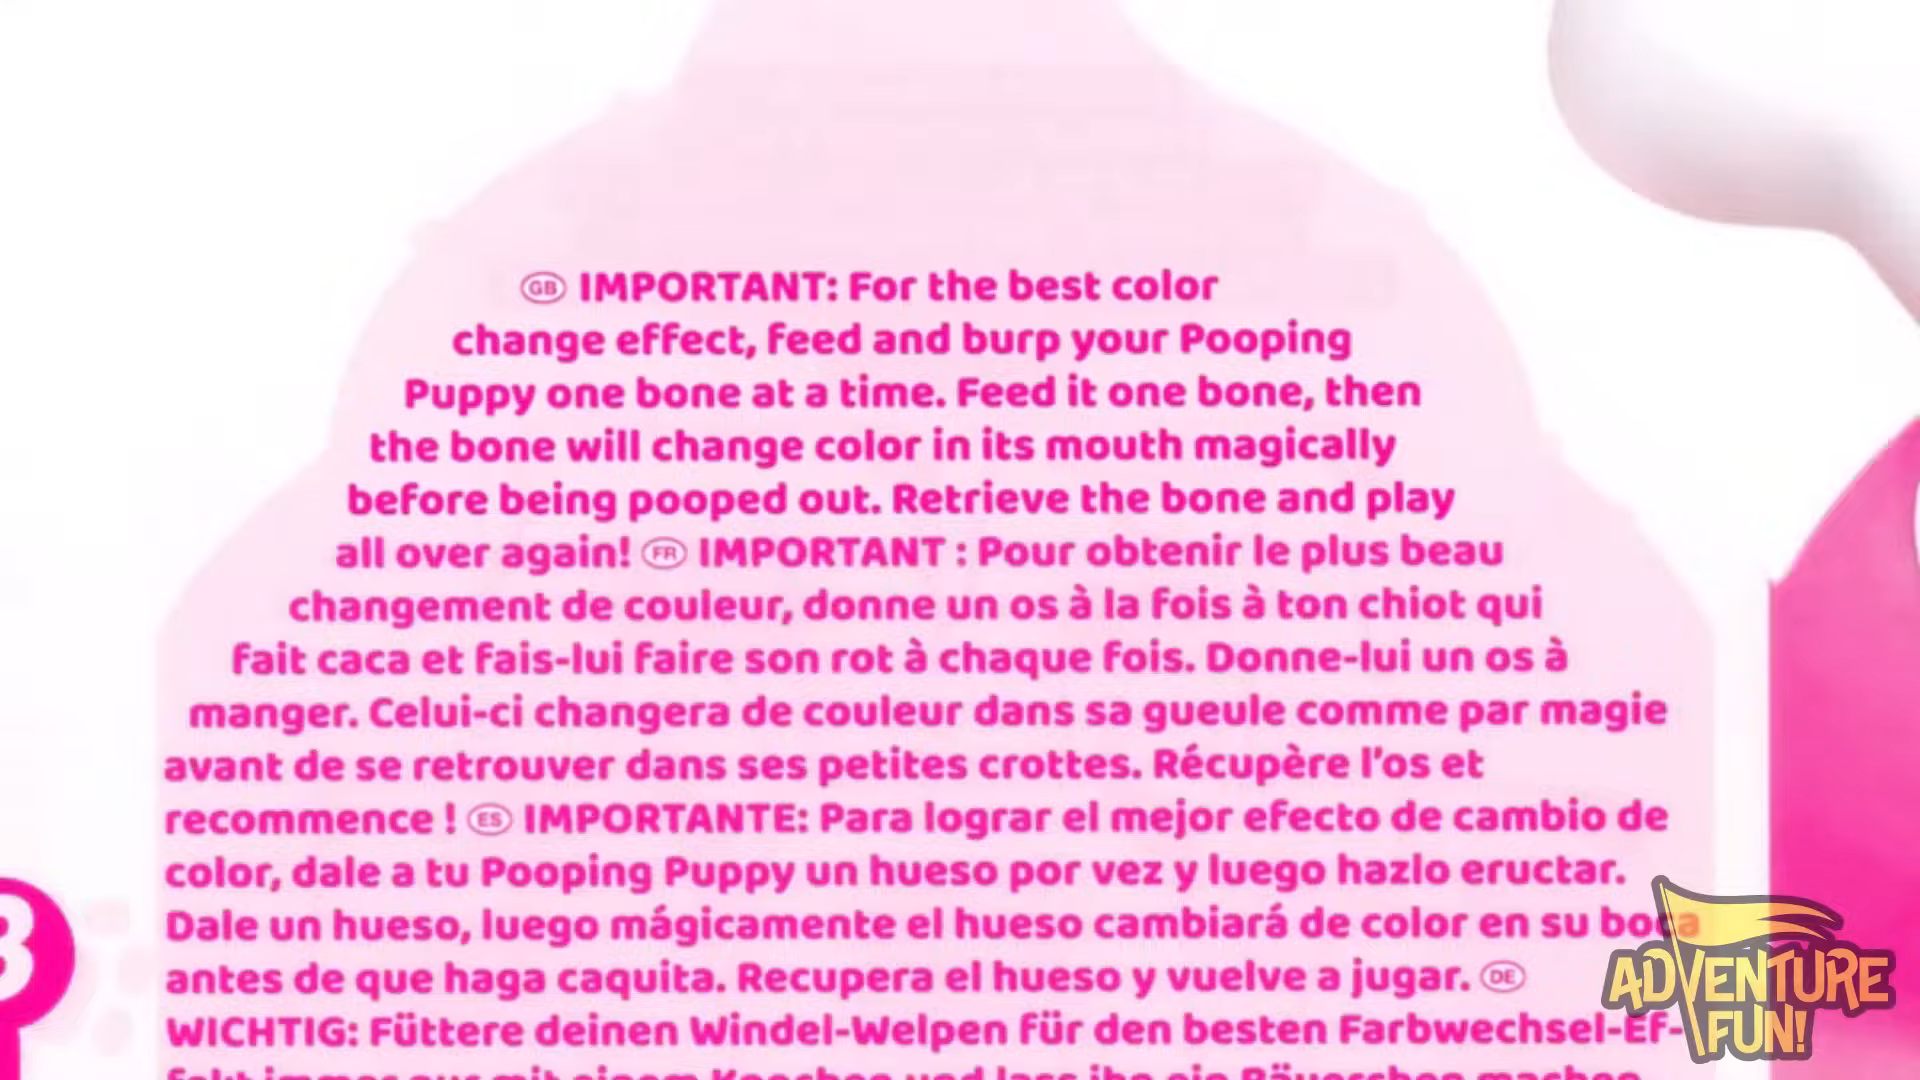 GB IMPORTANT: For the best color
change effect, feed and burp your Pooping
Puppy one bone at a time. Feed it one bone, then
the bone will change color in its mouth magically
before being pooped out. Retrieve the bone and play
all over again! FR IMPORTANT : Pour obtenir le plus beau
changement de couleur, donne un os à la fois à ton chiot qui
fait caca et fais-lui faire son rot à chaque fois. Donne-lui un os à
manger. Celui-ci changera de couleur dans sa gueule comme par magie
avant de se retrouver dans ses petites crottes. Récupère l'os et
recommence ! ES IMPORTANTE: Para lograr el mejor efecto de cambio de
color, dale a tu Pooping Puppy un hueso por vez y luego hazlo eructar.
Dale un hueso, luego mágicamente el hueso cambiará de color en su boca
antes de que haga caquita. Recupera el hueso y vuelve a jugar. DE
WICHTIG: Füttere deinen Windel-Welpen für den besten Farbwechsel-Ef-
3
ADVENTURE
FUN!